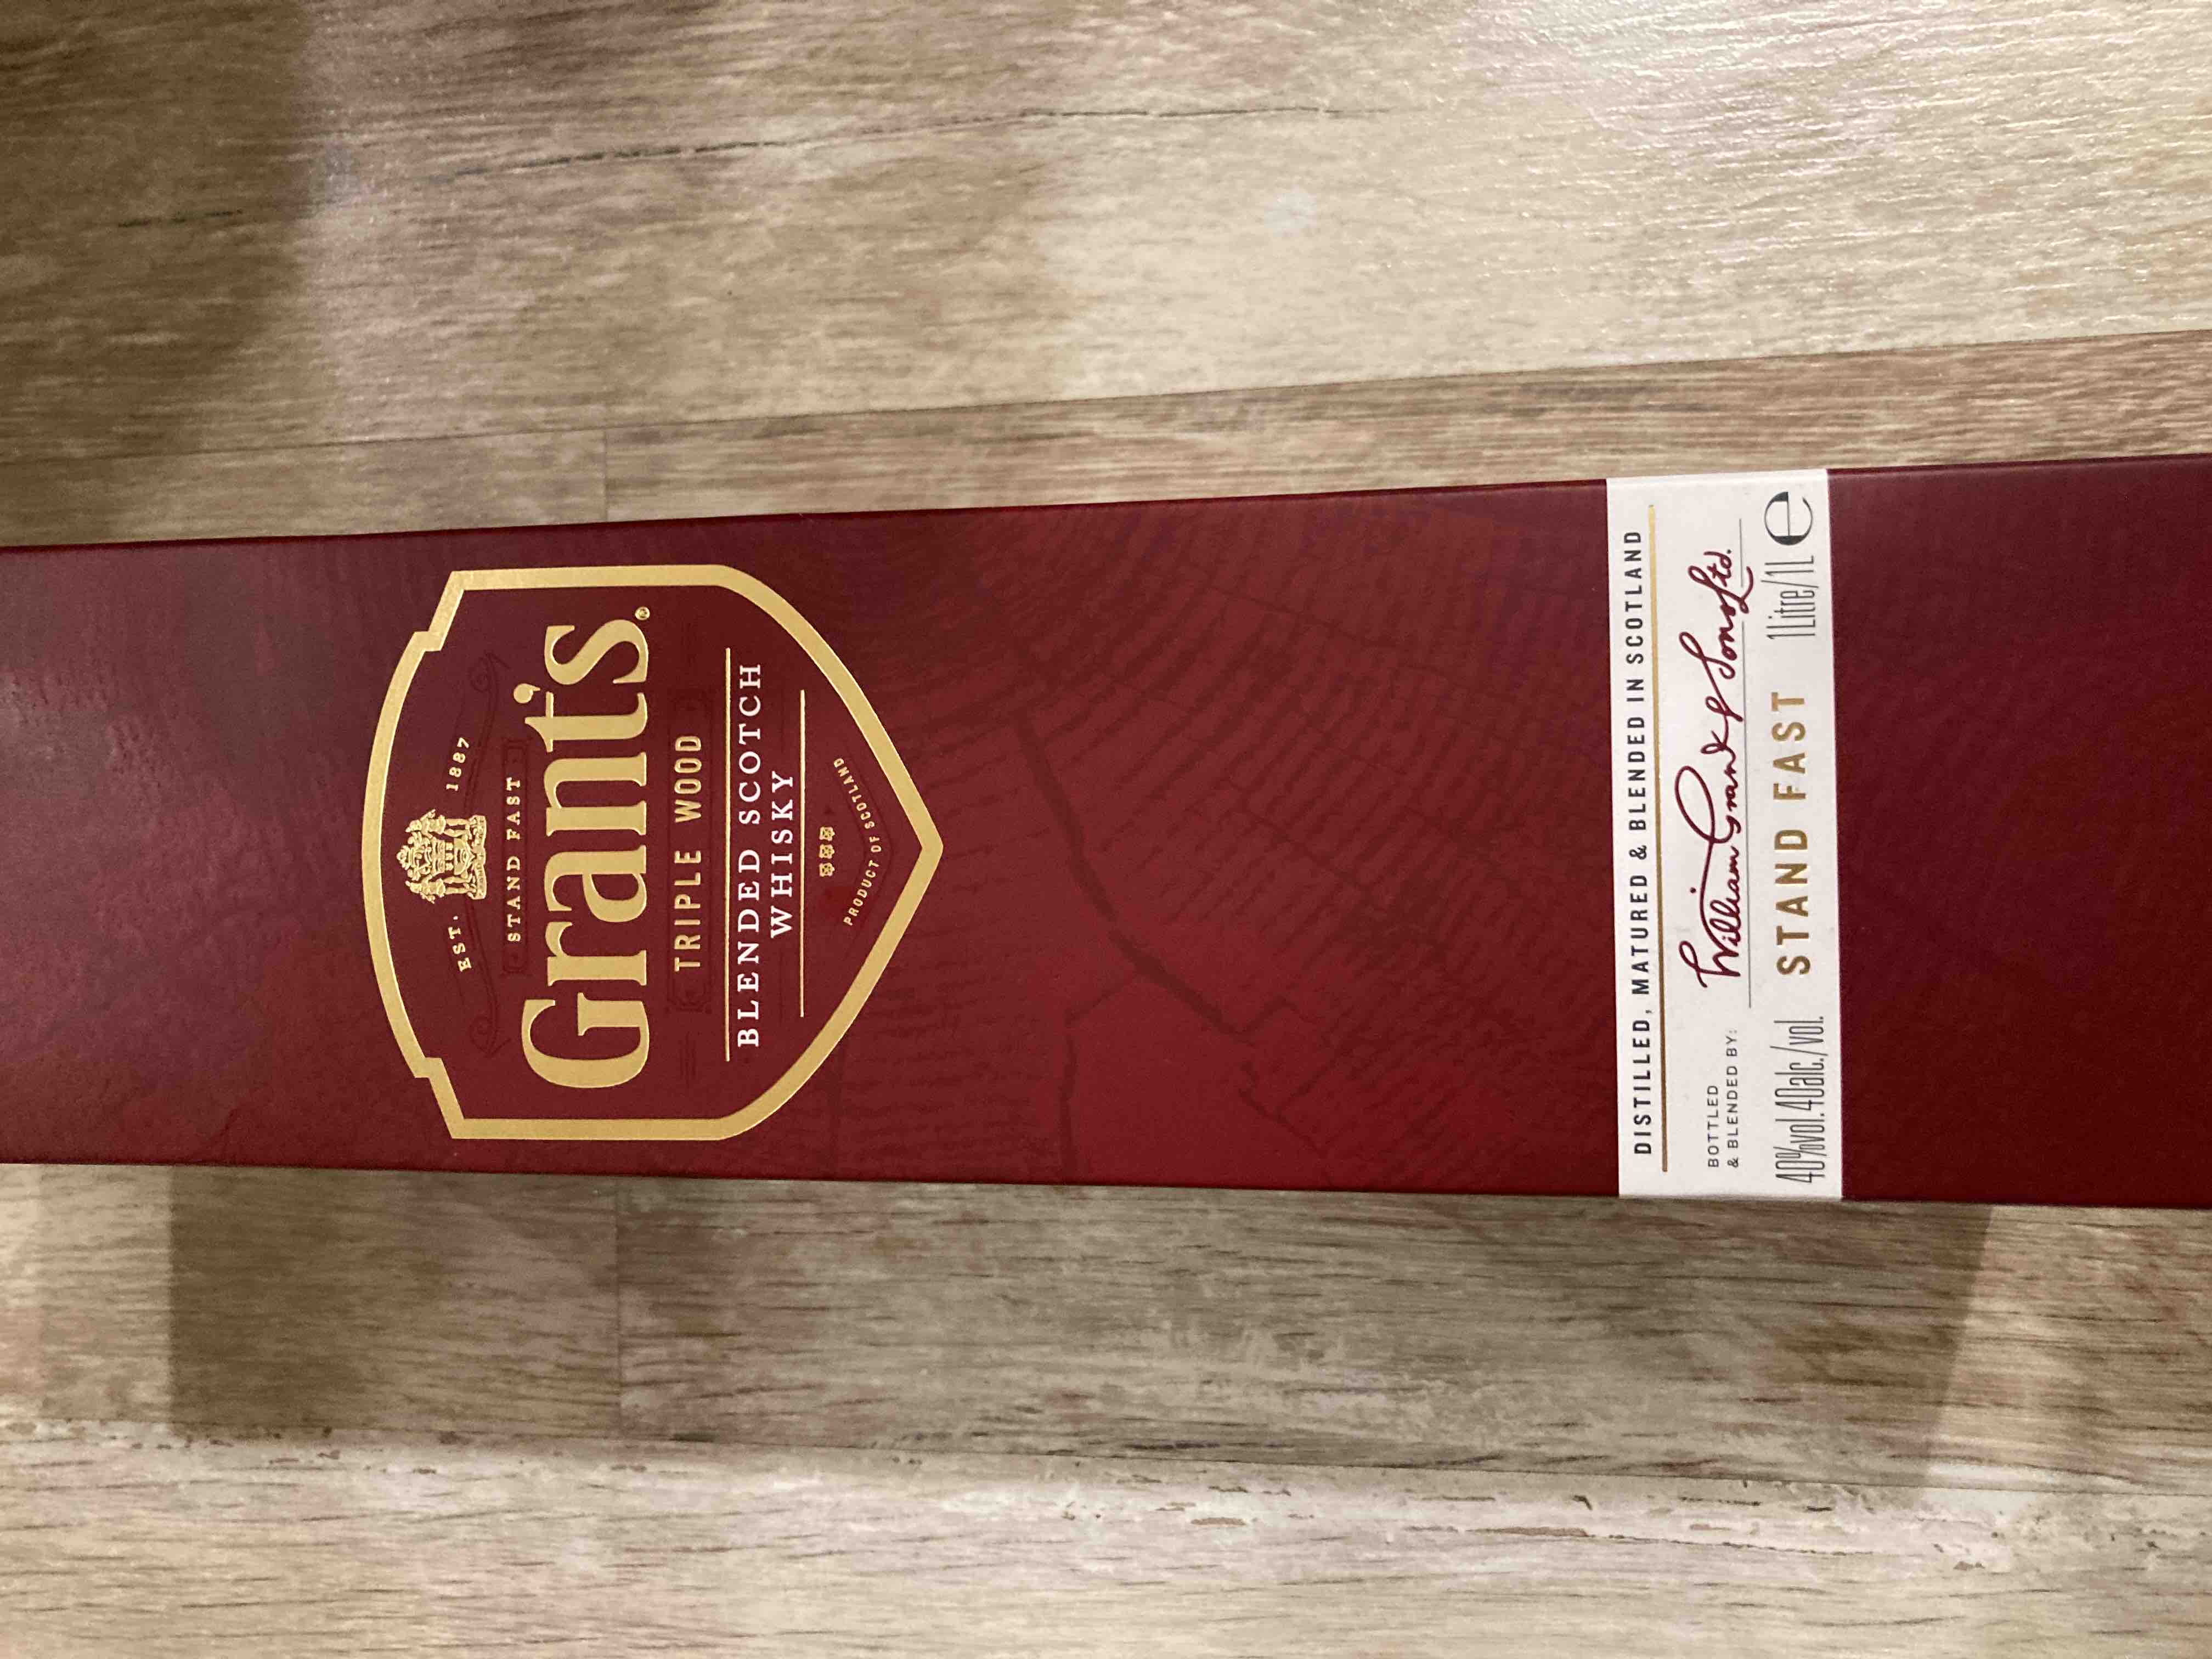 EST. 1887
STAND FAST
Grant's®
TRIPLE WOOD
BLENDED SCOTCH
WHISKY
PRODUCT OF SCOTLAND
DISTILLED, MATURED & BLENDED IN SCOTLAND
BOTTLED
& BLENDED BY:
William Grant & Sons Ltd.
40%vol.40alc./vol. STAND FAST 1Litre/1L e